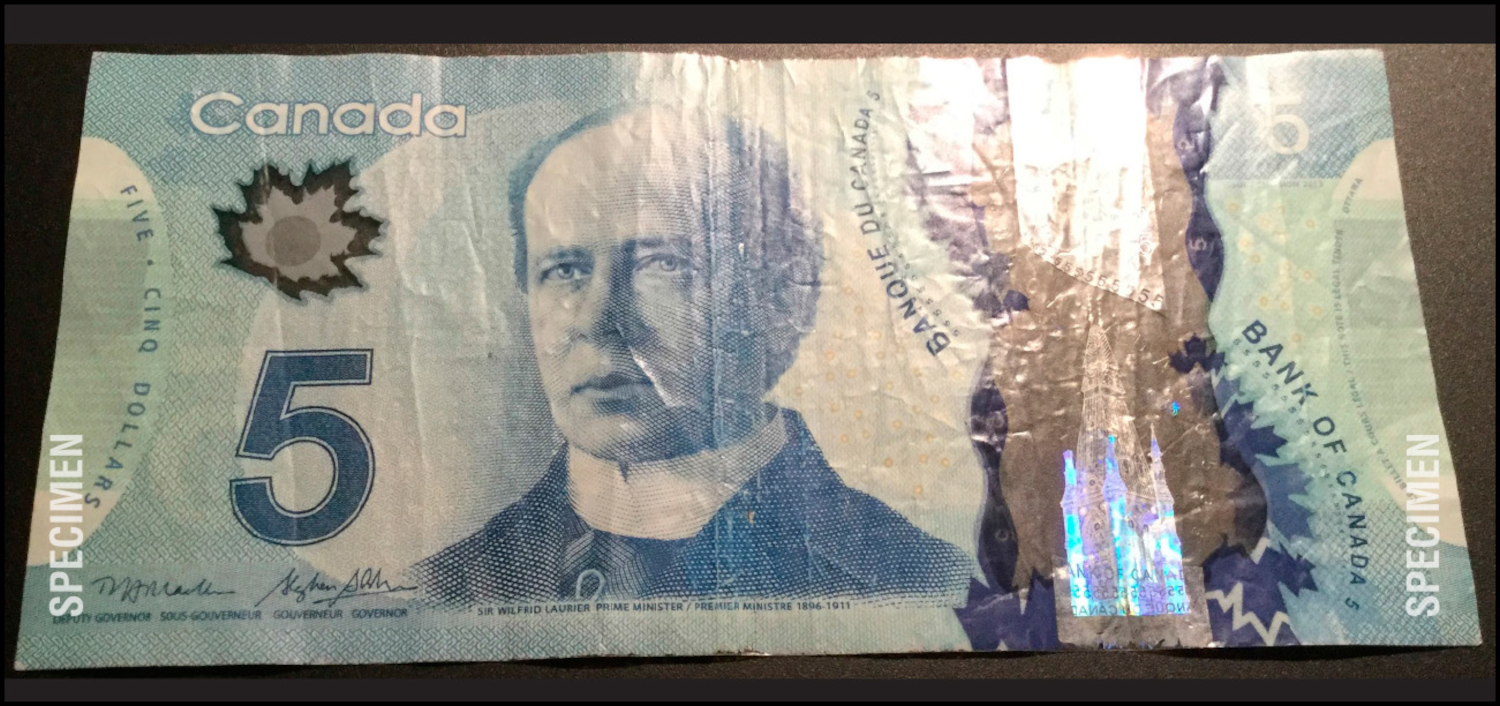 Canada
5
FIVE • CINQ DOLLARS
5
BANQUE DU CANADA 5
BANK OF CANADA 5
DEPUTY GOVERNOR SOUS-GOUVERNEUR GOUVERNEUR GOVERNOR
SIR WILFRID LAURIER PRIME MINISTER / PREMIER MINISTRE 1896-1911
SPECIMEN
SPECIMEN